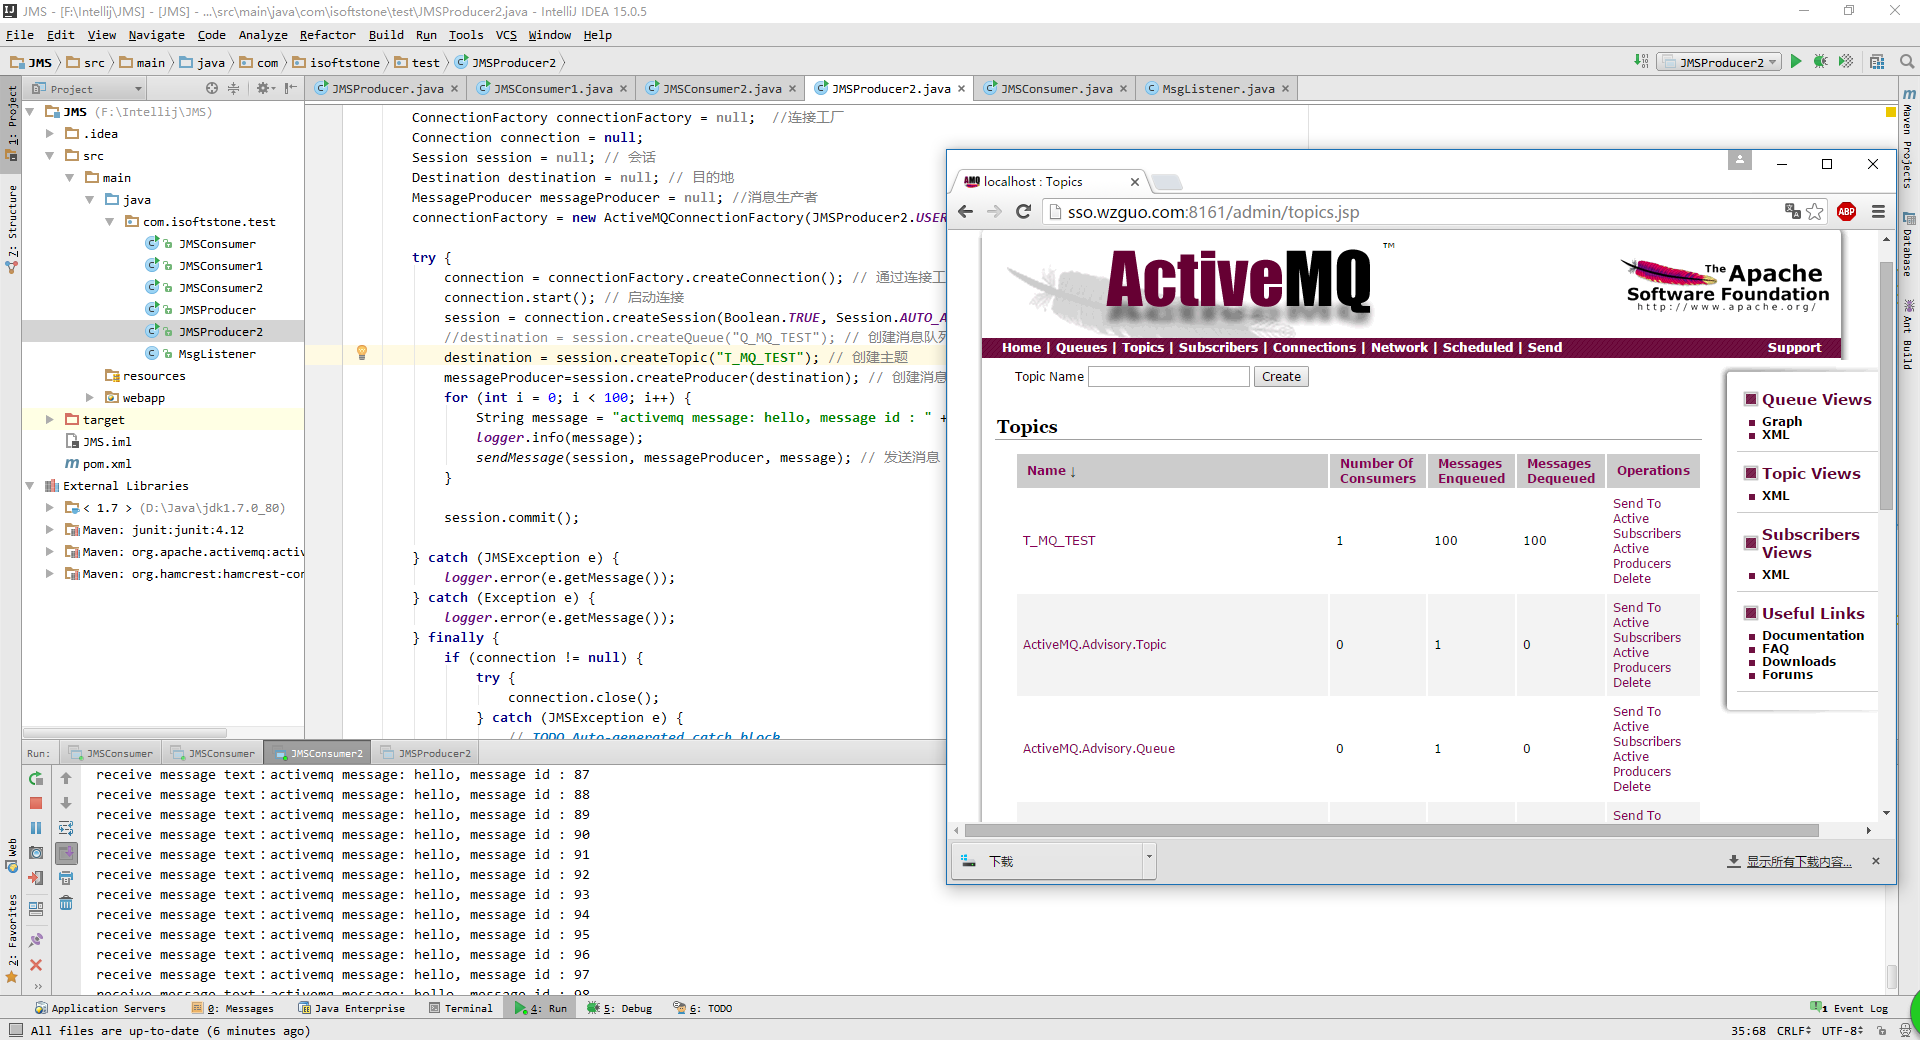 JMS - [F:\Intellij\JMS] - [JMS] - ...\src\main\java\com\isoftstone\test\JMSProducer2.java - IntelliJ IDEA 15.0.5
File Edit View Navigate Code Analyze Refactor Build Run Tools VCS Window Help
JMS src main java com isoftstone test JMSProducer2
JMSProducer2
Project
JMSProducer.java JMSConsumer1.java JMSConsumer2.java JMSProducer2.java JMSConsumer.java MsgListener.java
1: Project
7: Structure
Web
2: Favorites
JMS (F:\Intellij\JMS)
.idea
src
main
java
com.isoftstone.test
JMSConsumer
JMSConsumer1
JMSConsumer2
JMSProducer
JMSProducer2
MsgListener
resources
webapp
target
JMS.iml
pom.xml
External Libraries
< 1.7 > (D:\Java\jdk1.7.0_80)
Maven: junit:junit:4.12
Maven: org.apache.activemq:activ
Maven: org.hamcrest:hamcrest-cor
ConnectionFactory connectionFactory = null; //连接工厂
Connection connection = null;
Session session = null; // 会话
Destination destination = null; // 目的地
MessageProducer messageProducer = null; //消息生产者
connectionFactory = new ActiveMQConnectionFactory(JMSProducer2.USER
try {
connection = connectionFactory.createConnection(); // 通过连接工
connection.start(); // 启动连接
session = connection.createSession(Boolean.TRUE, Session.AUTO_A
//destination = session.createQueue("Q_MQ_TEST"); // 创建消息队列
destination = session.createTopic("T_MQ_TEST"); // 创建主题
messageProducer=session.createProducer(destination); // 创建消息
for (int i = 0; i < 100; i++) {
String message = "activemq message: hello, message id : " +
logger.info(message);
sendMessage(session, messageProducer, message); // 发送消息
}
session.commit();
} catch (JMSException e) {
logger.error(e.getMessage());
} catch (Exception e) {
logger.error(e.getMessage());
} finally {
if (connection != null) {
try {
connection.close();
} catch (JMSException e) {
// TODO Auto-generated catch block
Maven Projects
Database
Ant Build
localhost : Topics
sso.wzguo.com:8161/admin/topics.jsp
ABP
ActiveMQ ™
The Apache
Software Foundation
http://www.apache.org/
Home | Queues | Topics | Subscribers | Connections | Network | Scheduled | Send Support
Topic Name Create
Topics
Name ↓ Number Of Consumers Messages Enqueued Messages Dequeued Operations
T_MQ_TEST 1 100 100 Send To Active Subscribers Active Producers Delete
ActiveMQ.Advisory.Topic 0 1 0 Send To Active Subscribers Active Producers Delete
ActiveMQ.Advisory.Queue 0 1 0 Send To Active Subscribers Active Producers Delete
Send To
Queue Views
Graph
XML
Topic Views
XML
Subscribers Views
XML
Useful Links
Documentation
FAQ
Downloads
Forums
下载
显示所有下载内容...
Run: JMSConsumer JMSConsumer JMSConsumer2 JMSProducer2
receive message text：activemq message: hello, message id : 87
receive message text：activemq message: hello, message id : 88
receive message text：activemq message: hello, message id : 89
receive message text：activemq message: hello, message id : 90
receive message text：activemq message: hello, message id : 91
receive message text：activemq message: hello, message id : 92
receive message text：activemq message: hello, message id : 93
receive message text：activemq message: hello, message id : 94
receive message text：activemq message: hello, message id : 95
receive message text：activemq message: hello, message id : 96
receive message text：activemq message: hello, message id : 97
receive message text：activemq message: hello, message id : 98
Application Servers 0: Messages Java Enterprise Terminal 4: Run 5: Debug 6: TODO 1 Event Log
All files are up-to-date (6 minutes ago) 35:68 CRLF UTF-8